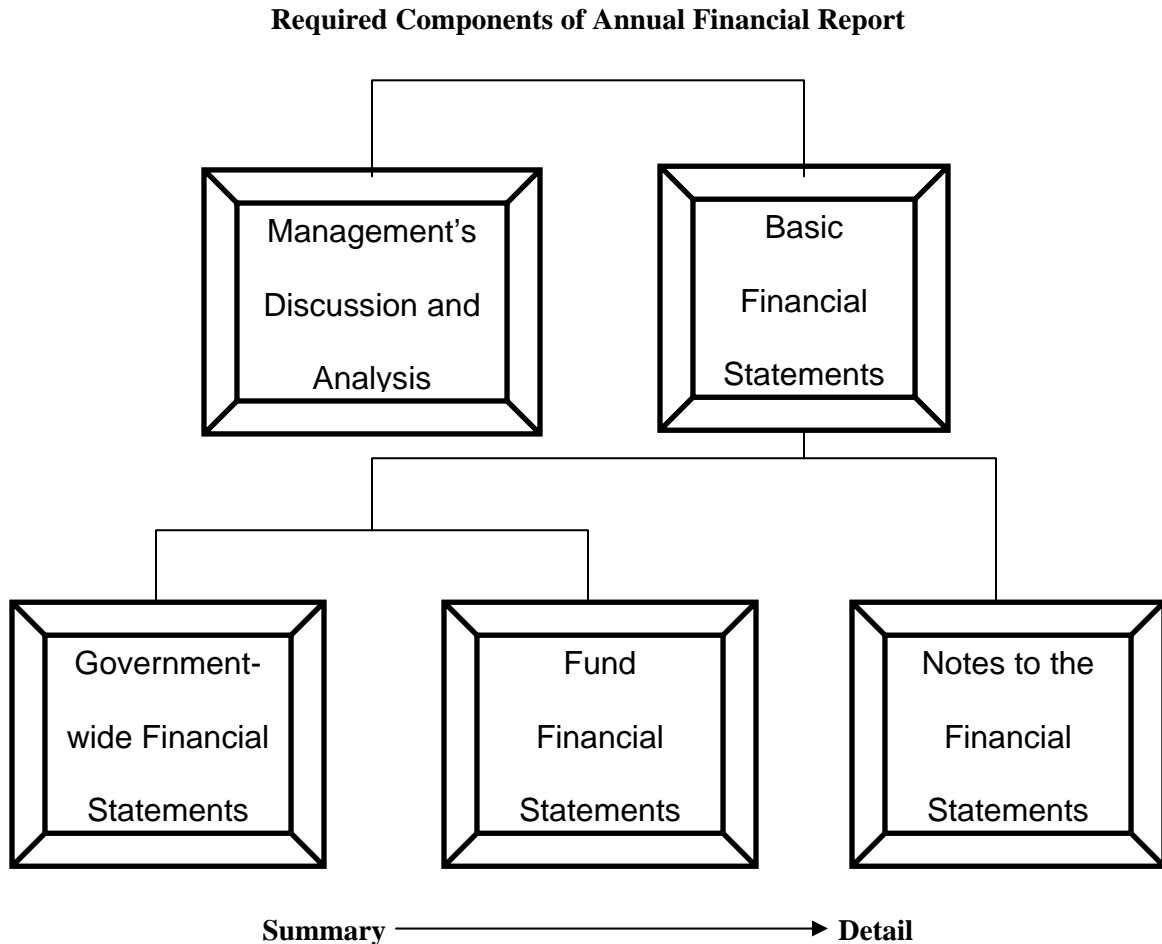 Required Components of Annual Financial Report
Management’s
Discussion and
Analysis
Basic
Financial
Statements
Government-
wide Financial
Statements
Fund
Financial
Statements
Notes to the
Financial
Statements
Summary
Detail